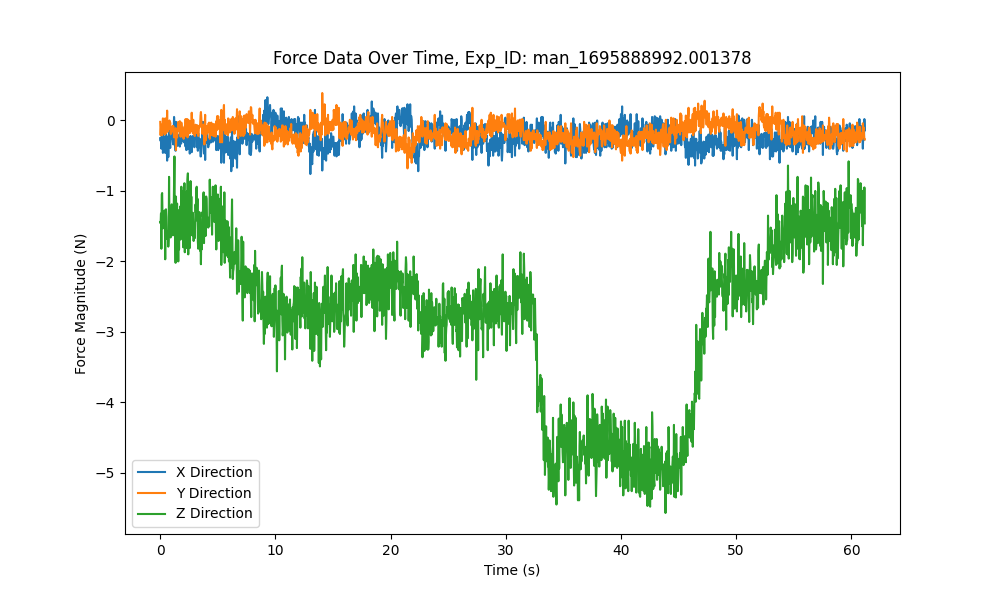 Force Data Over Time, Exp_ID: man_1695888992.001378
Force Magnitude (N)
0
−1
−2
−3
−4
−5
X Direction
Y Direction
Z Direction
0 10 20 30 40 50 60
Time (s)